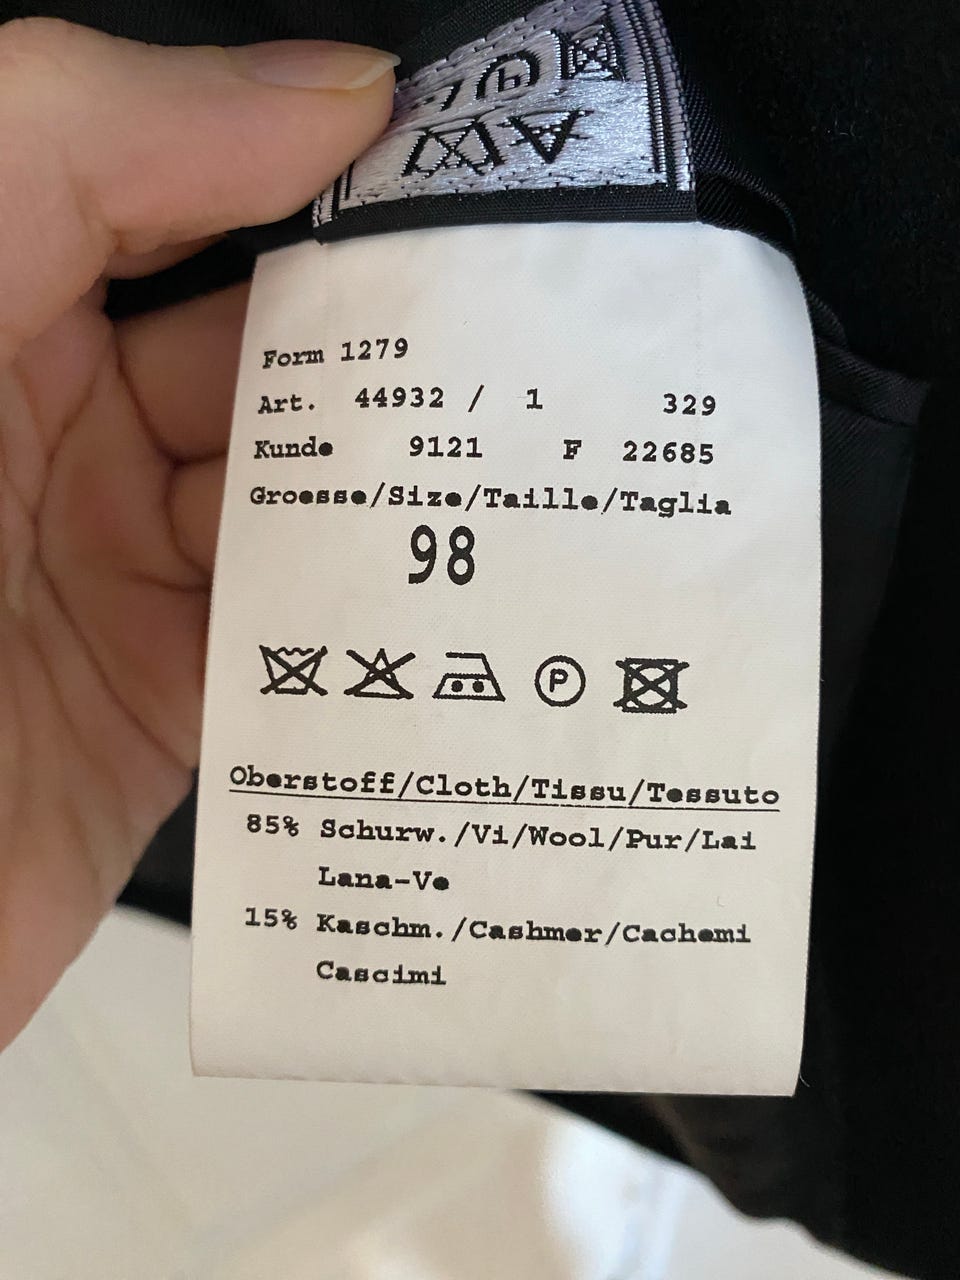 Form 1279
Art. 44932 / 1 329
Kunde 9121 F 22685
Groesse/Size/Taille/Taglia
98
P
Oberstoff/Cloth/Tissu/Tessuto
85% Schurw./Vi/Wool/Pur/Lai
Lana-Ve
15% Kaschm./Cashmer/Cachemi
Cascimi